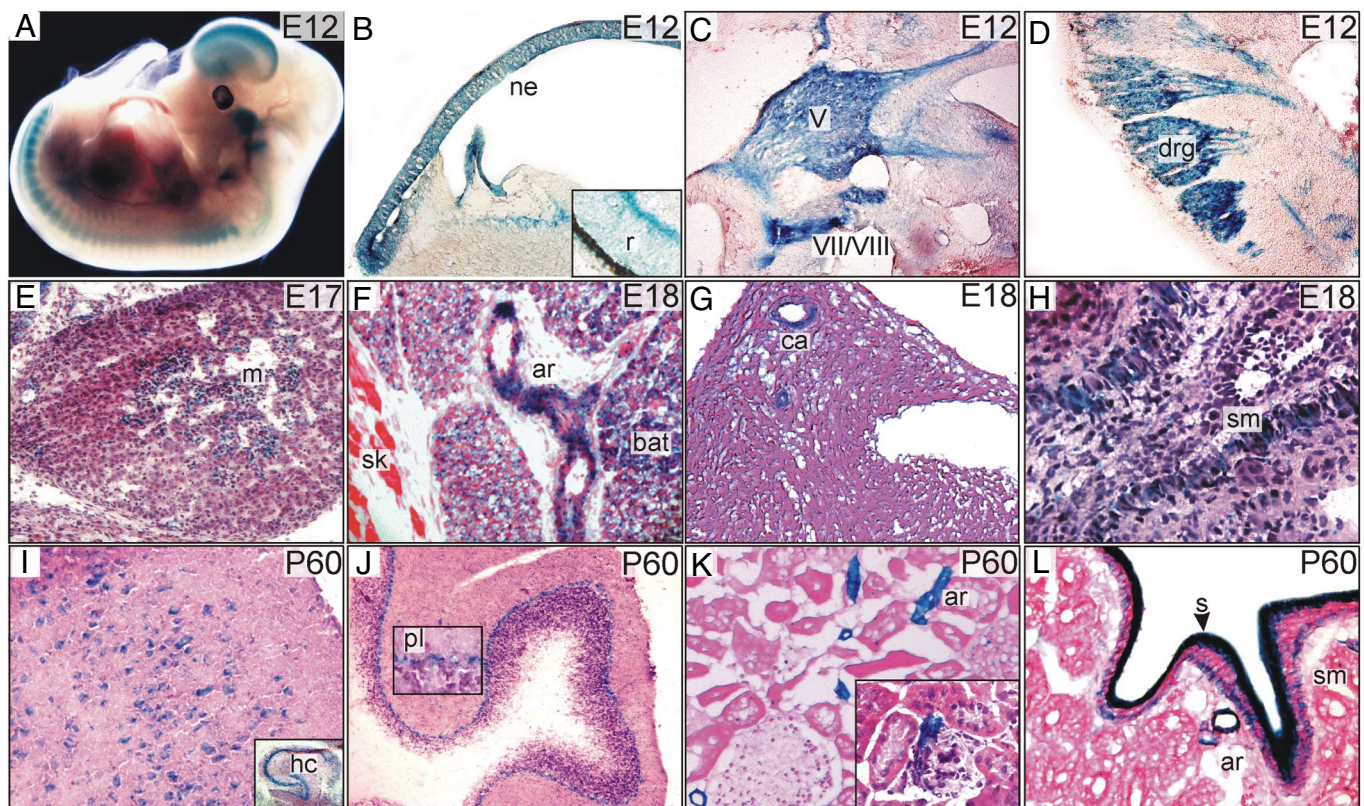 A E12
B E12
ne
r
C E12
V
VII/VIII
D E12
drg
E E17
m
F E18
ar
sk
bat
G E18
ca
H E18
sm
I P60
hc
J P60
pl
K P60
ar
L P60
s
sm
ar